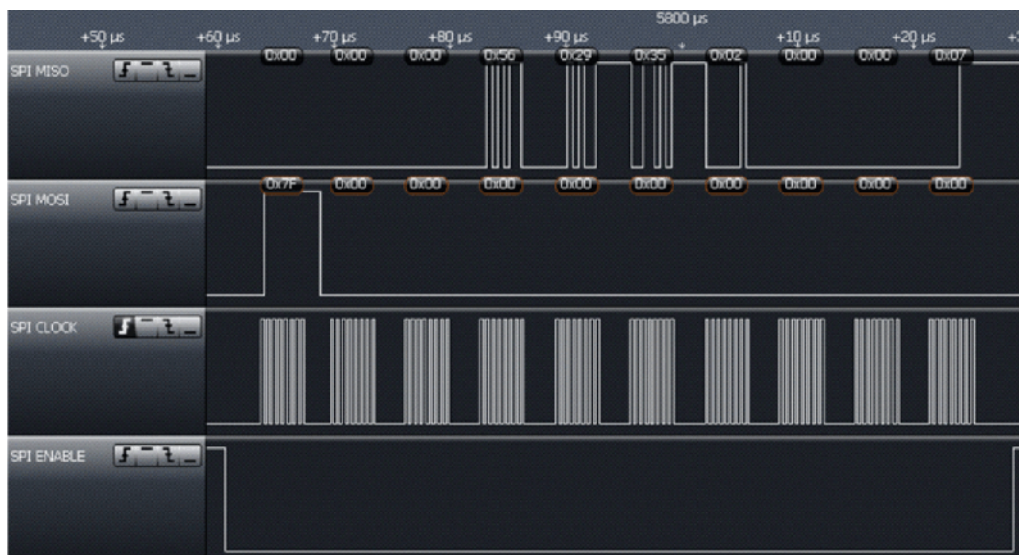 5800 µs
+50 µs +60 µs +70 µs +80 µs +90 µs +10 µs +20 µs
SPI MISO 0x00 0x00 0x00 0x56 0x29 0x35 0x02 0x00 0x00 0x07
SPI MOSI 0x7F 0x00 0x00 0x00 0x00 0x00 0x00 0x00 0x00 0x00
SPI CLOCK
SPI ENABLE